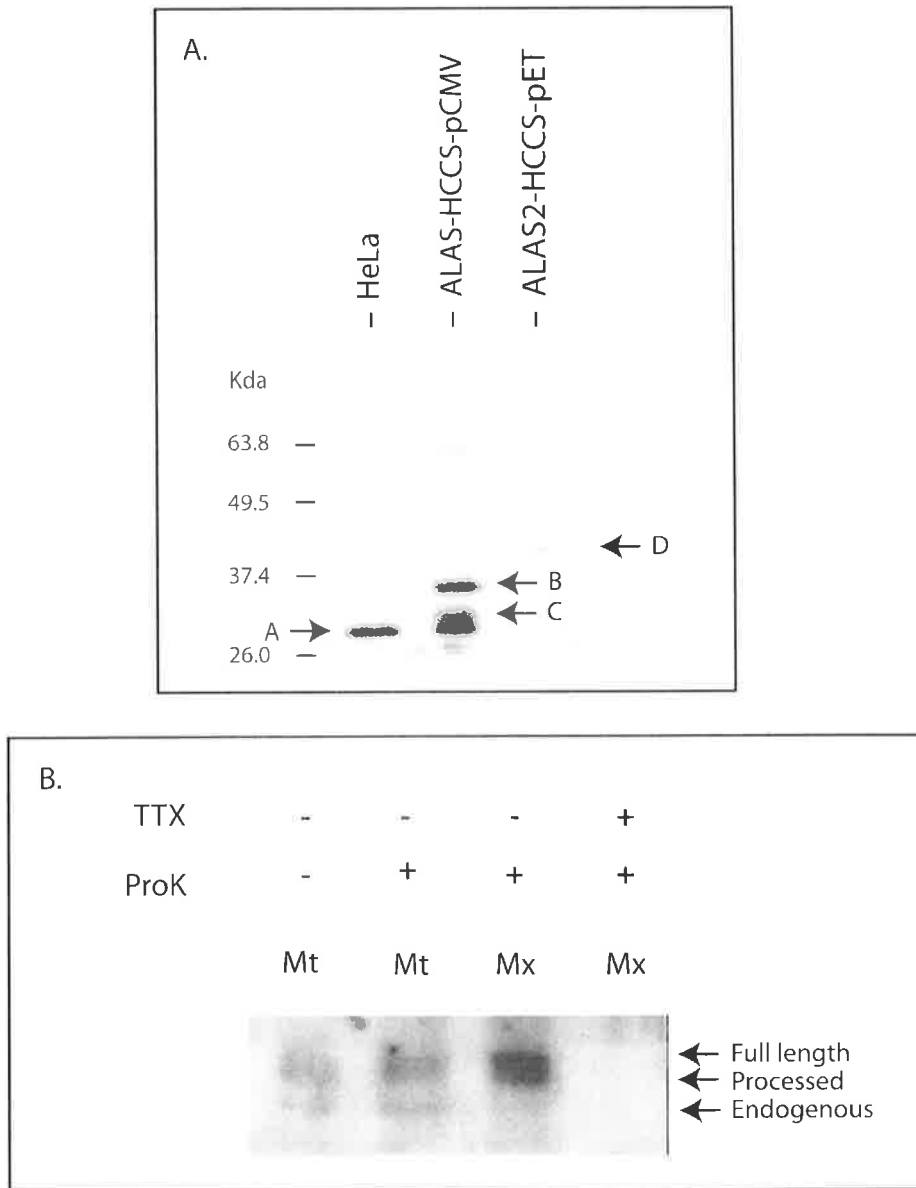 A.
– HeLa
– ALAS-HCCS-pCMV
– ALAS2-HCCS-pET
Kda
63.8 –
49.5 –
D
37.4 –
B
C
A
26.0 –
B.
TTX - - - +
ProK - + + +
Mt Mt Mx Mx
Full length
Processed
Endogenous